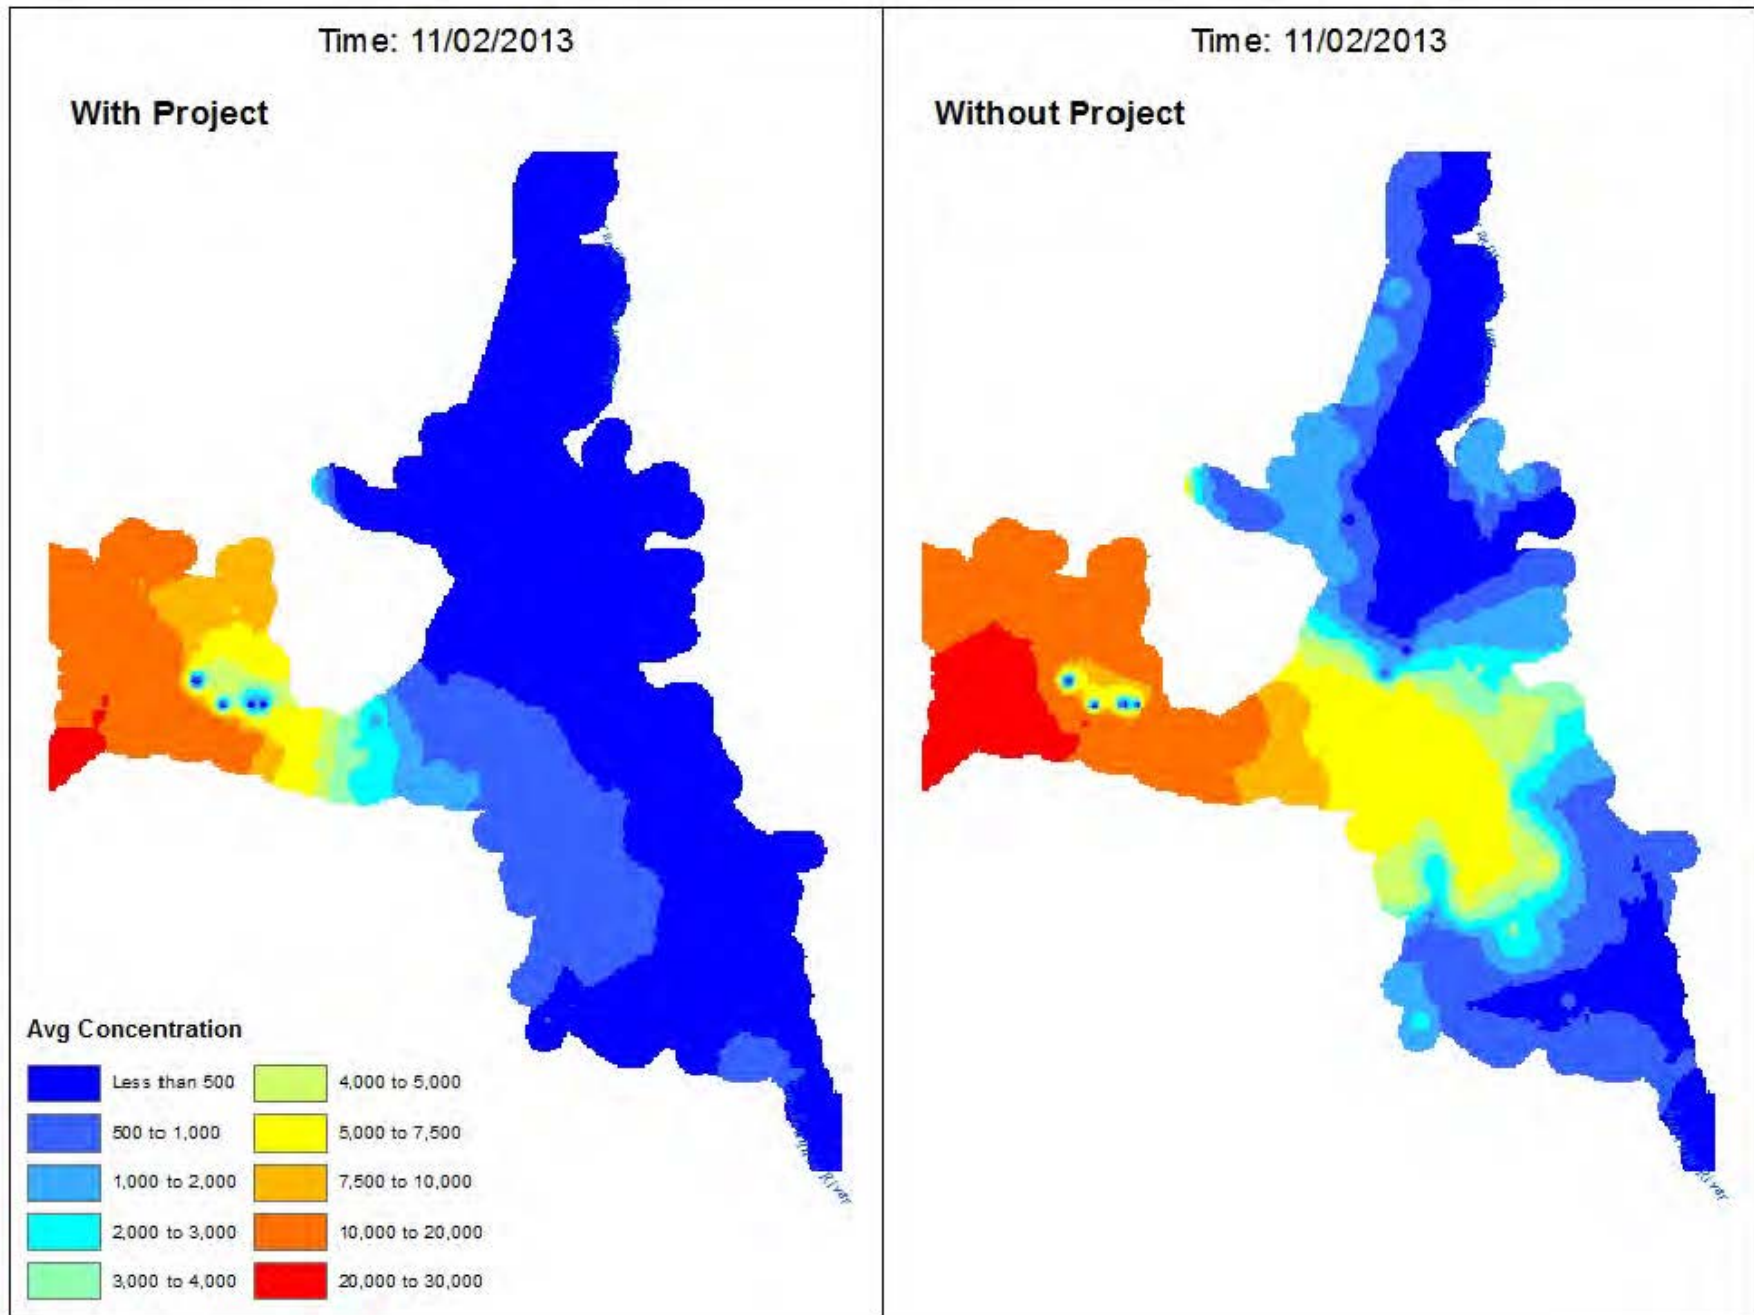 Time: 11/02/2013
With Project
Time: 11/02/2013
Without Project
Avg Concentration
Less than 500
500 to 1,000
1,000 to 2,000
2,000 to 3,000
3,000 to 4,000
4,000 to 5,000
5,000 to 7,500
7,500 to 10,000
10,000 to 20,000
20,000 to 30,000
River
River